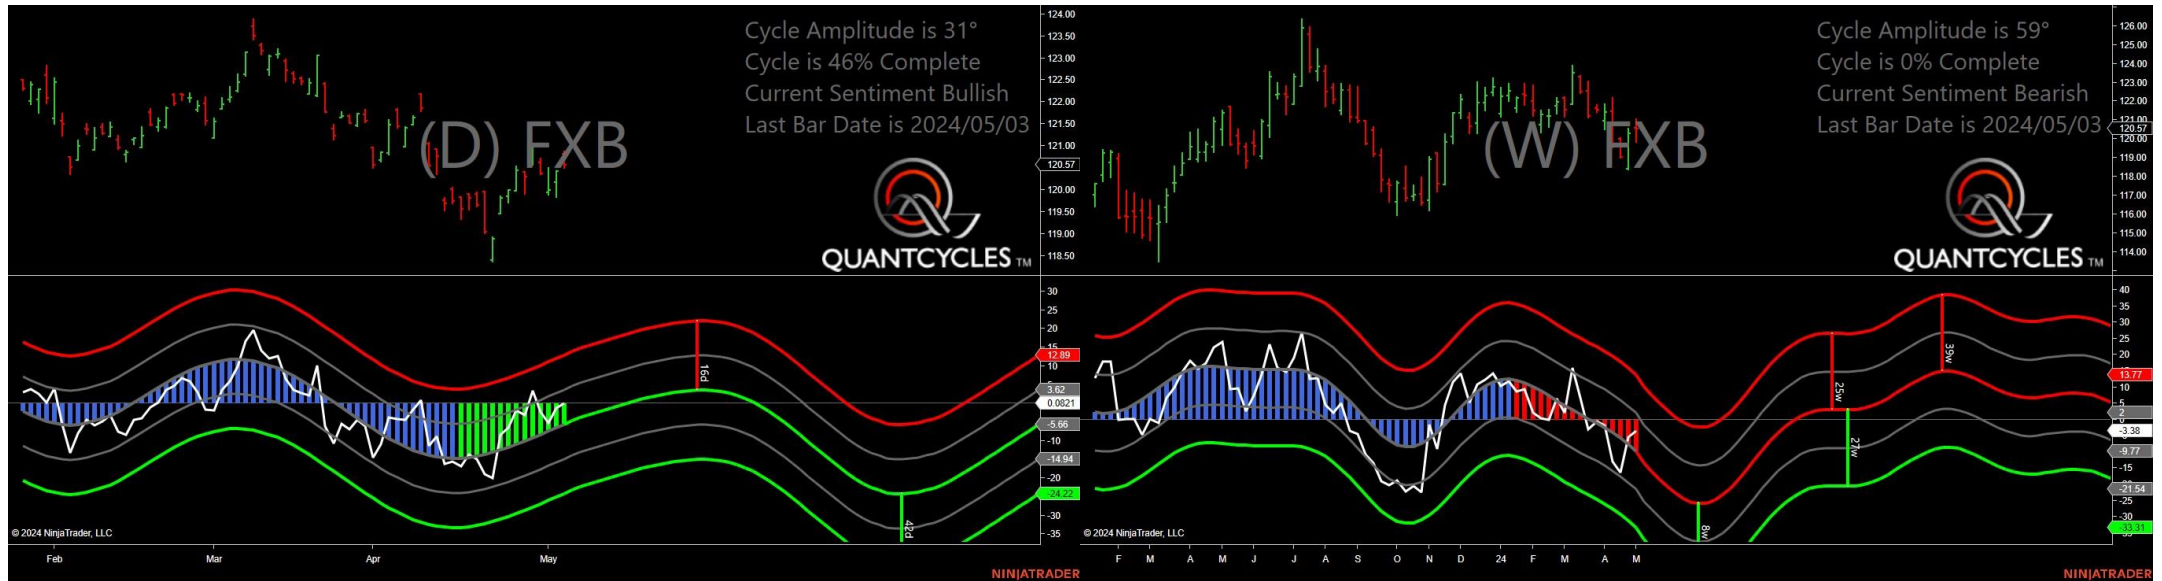 Cycle Amplitude is 31°
Cycle is 46% Complete
Current Sentiment Bullish
Last Bar Date is 2024/05/03
(D) FXB
QUANTCYCLES TM
124.00
123.50
123.00
122.50
122.00
121.50
121.00
120.57
120.00
119.50
119.00
118.50
30
25
20
15
12.89
10
3.62
0.0821
-5.66
-10
-14.94
-20
-24.22
-30
-35
16d
42d
© 2024 NinjaTrader, LLC
Feb Mar Apr May
NINJATRADER
Cycle Amplitude is 59°
Cycle is 0% Complete
Current Sentiment Bearish
Last Bar Date is 2024/05/03
(W) FXB
QUANTCYCLES TM
126.00
125.00
124.00
123.00
122.00
121.00
120.57
120.00
119.00
118.00
117.00
116.00
115.00
114.00
40
35
30
25
20
13.77
10
5
2
-3.38
-9.77
-15
-21.54
-25
-30
-33.31
25w
39w
27w
8w
© 2024 NinjaTrader, LLC
F M A M J J A S O N D 24 F M A M
NINJATRADER